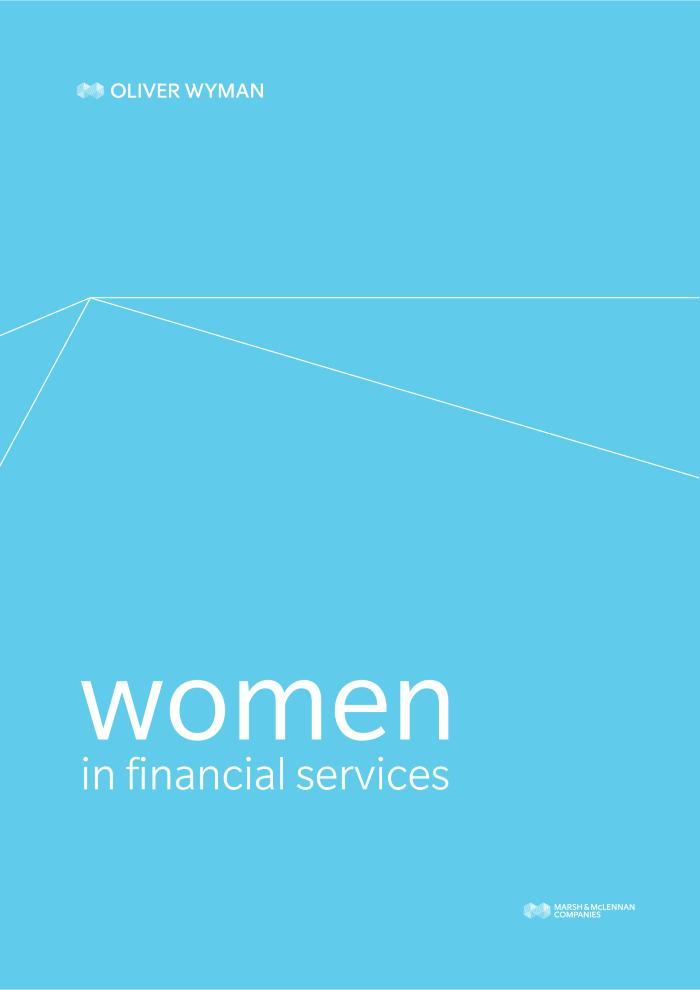 OLIVER WYMAN
women
in financial services
MARSH & McLENNAN
COMPANIES